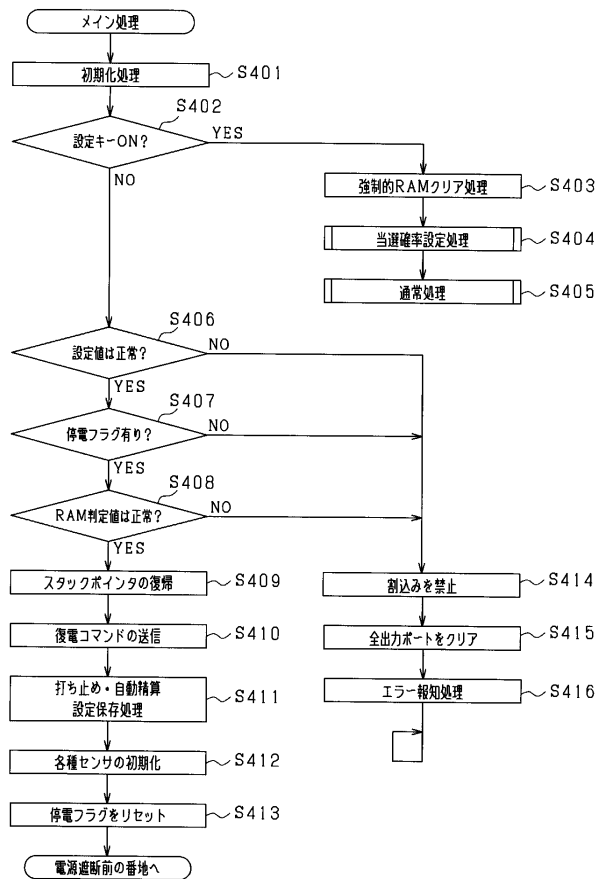 メイン処理
初期化処理
S401
S402
設定キーON?
YES
NO
強制的RAMクリア処理
S403
当選確率設定処理
S404
通常処理
S405
S406
設定値は正常?
NO
YES
S407
停電フラグ有り?
NO
YES
S408
RAM判定値は正常?
NO
YES
スタックポインタの復帰
S409
割込みを禁止
S414
復電コマンドの送信
S410
全出力ポートをクリア
S415
打ち止め・自動精算
設定保存処理
S411
エラー報知処理
S416
各種センサの初期化
S412
停電フラグをリセット
S413
電源遮断前の番地へ